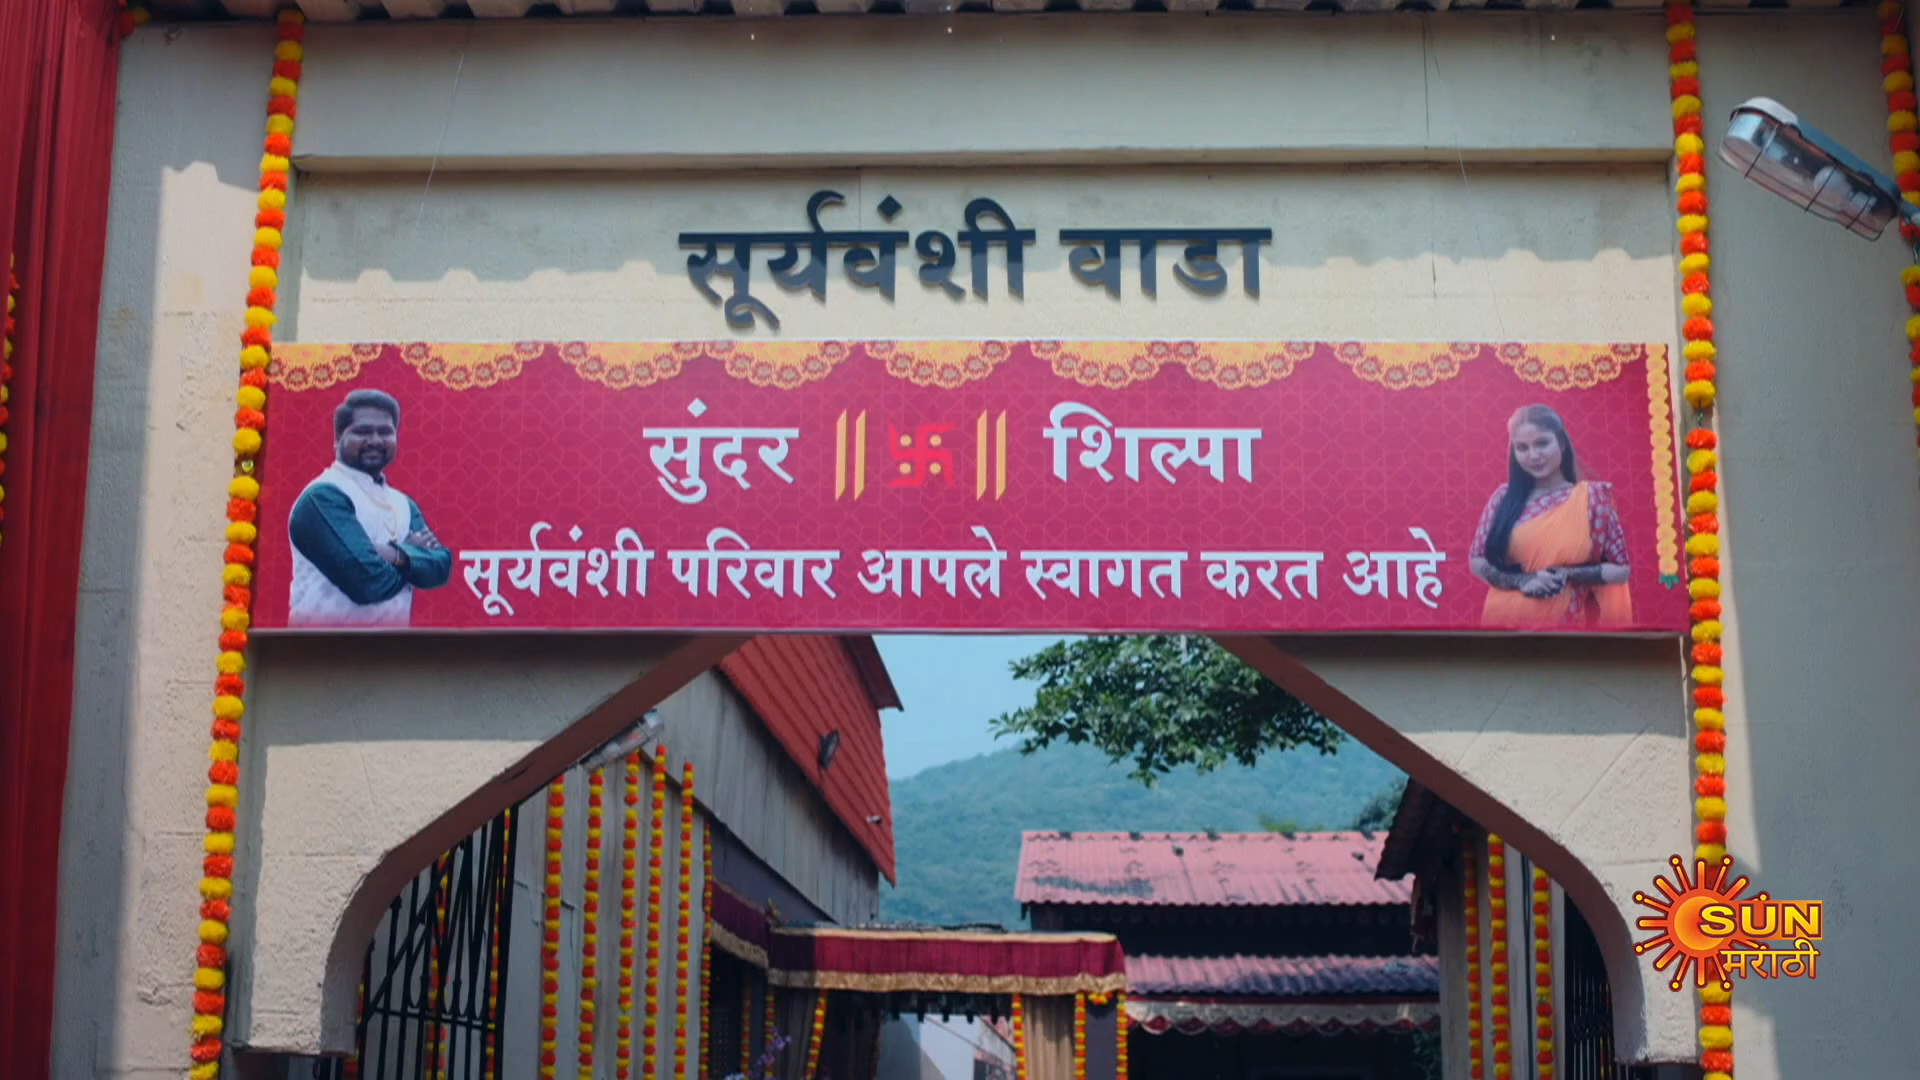 सूर्यवंशी वाडा
सुंदर ||卐|| शिल्पा
सूर्यवंशी परिवार आपले स्वागत करत आहे
SUN
मराठी